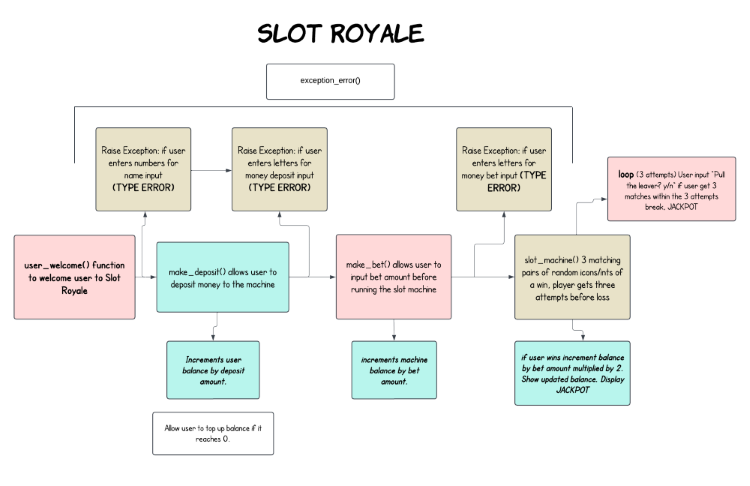 SLOT ROYALE
exception_error()
Raise Exception: if user
enters numbers for
name input
(TYPE ERROR)
Raise Exception: if user
enters letters for
money deposit input
(TYPE ERROR)
Raise Exception: if user
enters letters for
money bet input (TYPE
ERROR)
loop (3 attempts) User input "Pull
the leaver? y/n" if user get 3
matches within the 3 attempts
break, JACKPOT
user_welcome() function
to welcome user to Slot
Royale
make_deposit() allows user to
deposit money to the machine
make_bet() allows user to
input bet amount before
running the slot machine
slot_machine() 3 matching
pairs of random icons/ints of
a win, player gets three
attempts before loss
Increments user
balance by deposit
amount.
increments machine
balance by bet
amount.
if user wins increment balance
by bet amount multiplied by 2.
Show updated balance. Display
JACKPOT
Allow user to top up balance if it
reaches 0.